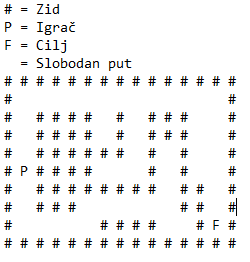 # = Zid
P = Igrač
F = Cilj
  = Slobodan put
# # # # # # # # # # # # # # #
#                           #
#   # # # #   #   # # #     #
#   # # # #   #   # # #     #
#   # # # # # #   #   #     #
# P # # # #       #   #     #
#   # # # # # # # #   # #   #
#   # # #             # #   #
#           # # # #     # F #
# # # # # # # # # # # # # # #